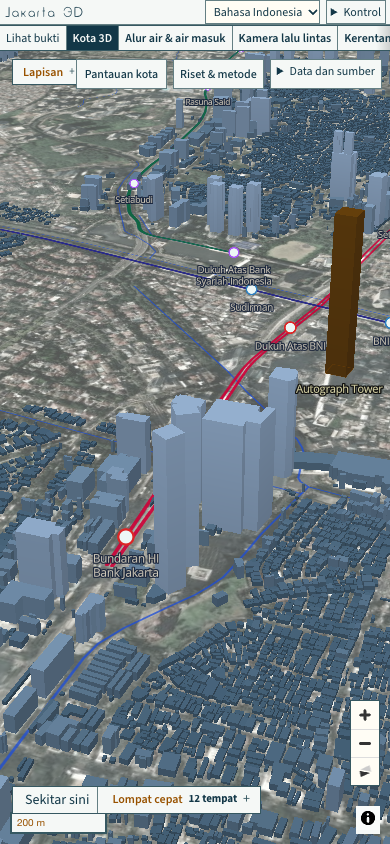 Jakarta 3D
Bahasa Indonesia
Kontrol
Lihat bukti
Kota 3D
Alur air & air masuk
Kamera lalu lintas
Kerentan
Lapisan +
Pantauan kota
Riset & metode
Data dan sumber
Rasuna Said
Setiabudi
Dukuh Atas Bank
Syariah Indonesia
Sudirman
Dukuh Atas BNI
BNI
Autograph Tower
Bundaran HI
Bank Jakarta
Sekitar sini
Lompat cepat 12 tempat +
200 m